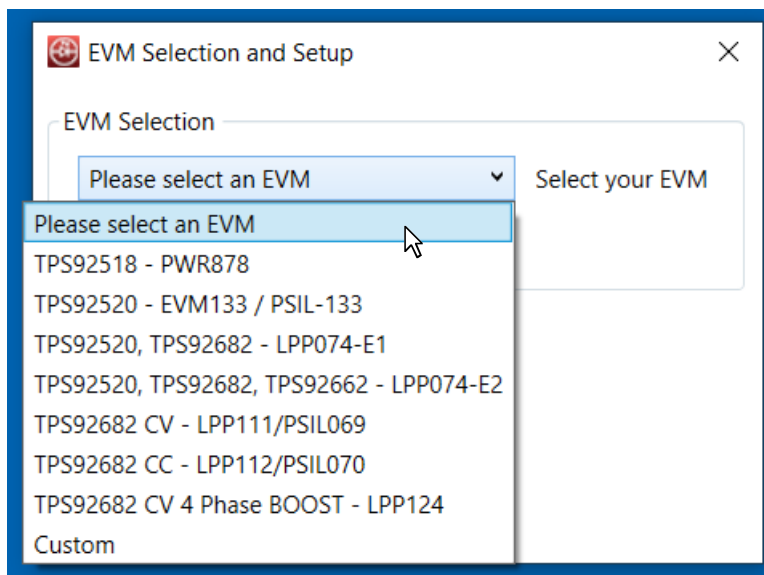 EVM Selection and Setup
EVM Selection
Please select an EVM Select your EVM
Please select an EVM
TPS92518 - PWR878
TPS92520 - EVM133 / PSIL-133
TPS92520, TPS92682 - LPP074-E1
TPS92520, TPS92682, TPS92662 - LPP074-E2
TPS92682 CV - LPP111/PSIL069
TPS92682 CC - LPP112/PSIL070
TPS92682 CV 4 Phase BOOST - LPP124
Custom